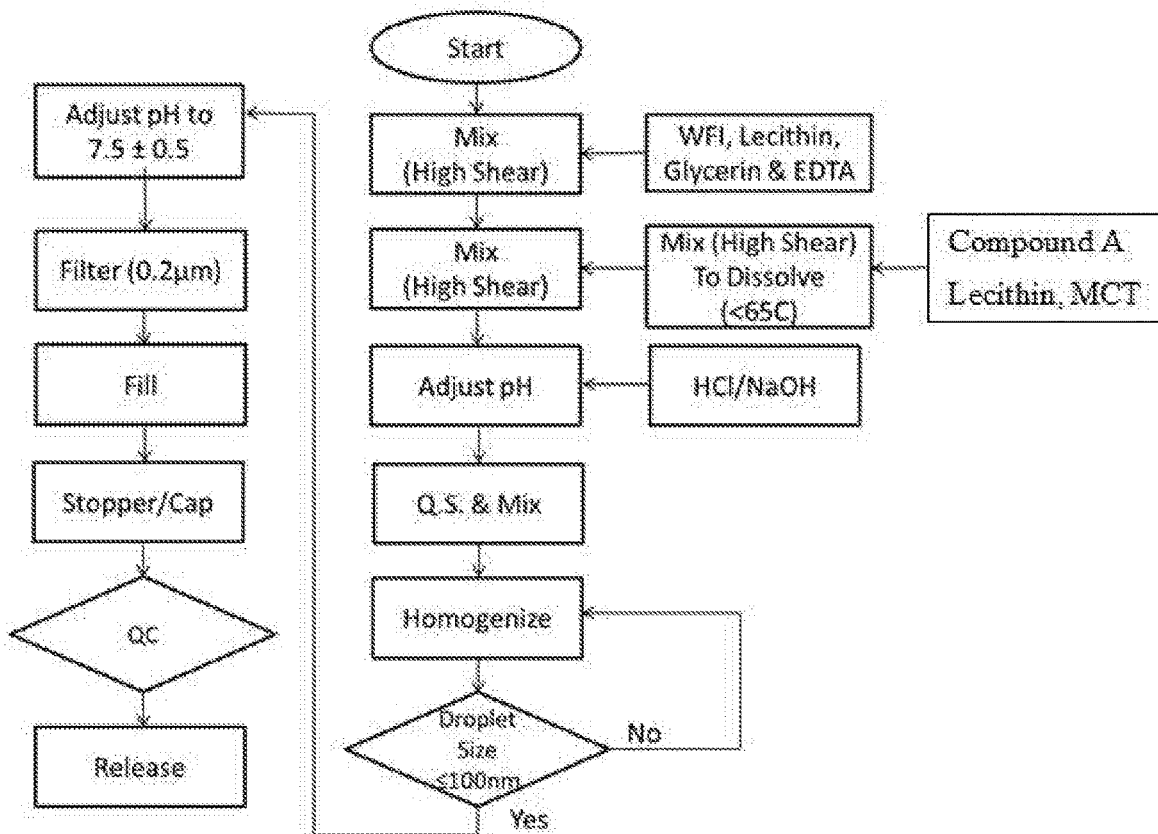 Start
Mix
(High Shear)
WFI, Lecithin,
Glycerin & EDTA
Mix
(High Shear)
Mix (High Shear)
To Dissolve
(<65C)
Compound A
Lecithin, MCT
Adjust pH
HCl/NaOH
Q.S. & Mix
Homogenize
Droplet
Size
≤100nm
No
Yes
Adjust pH to
7.5 ± 0.5
Filter (0.2µm)
Fill
Stopper/Cap
QC
Release